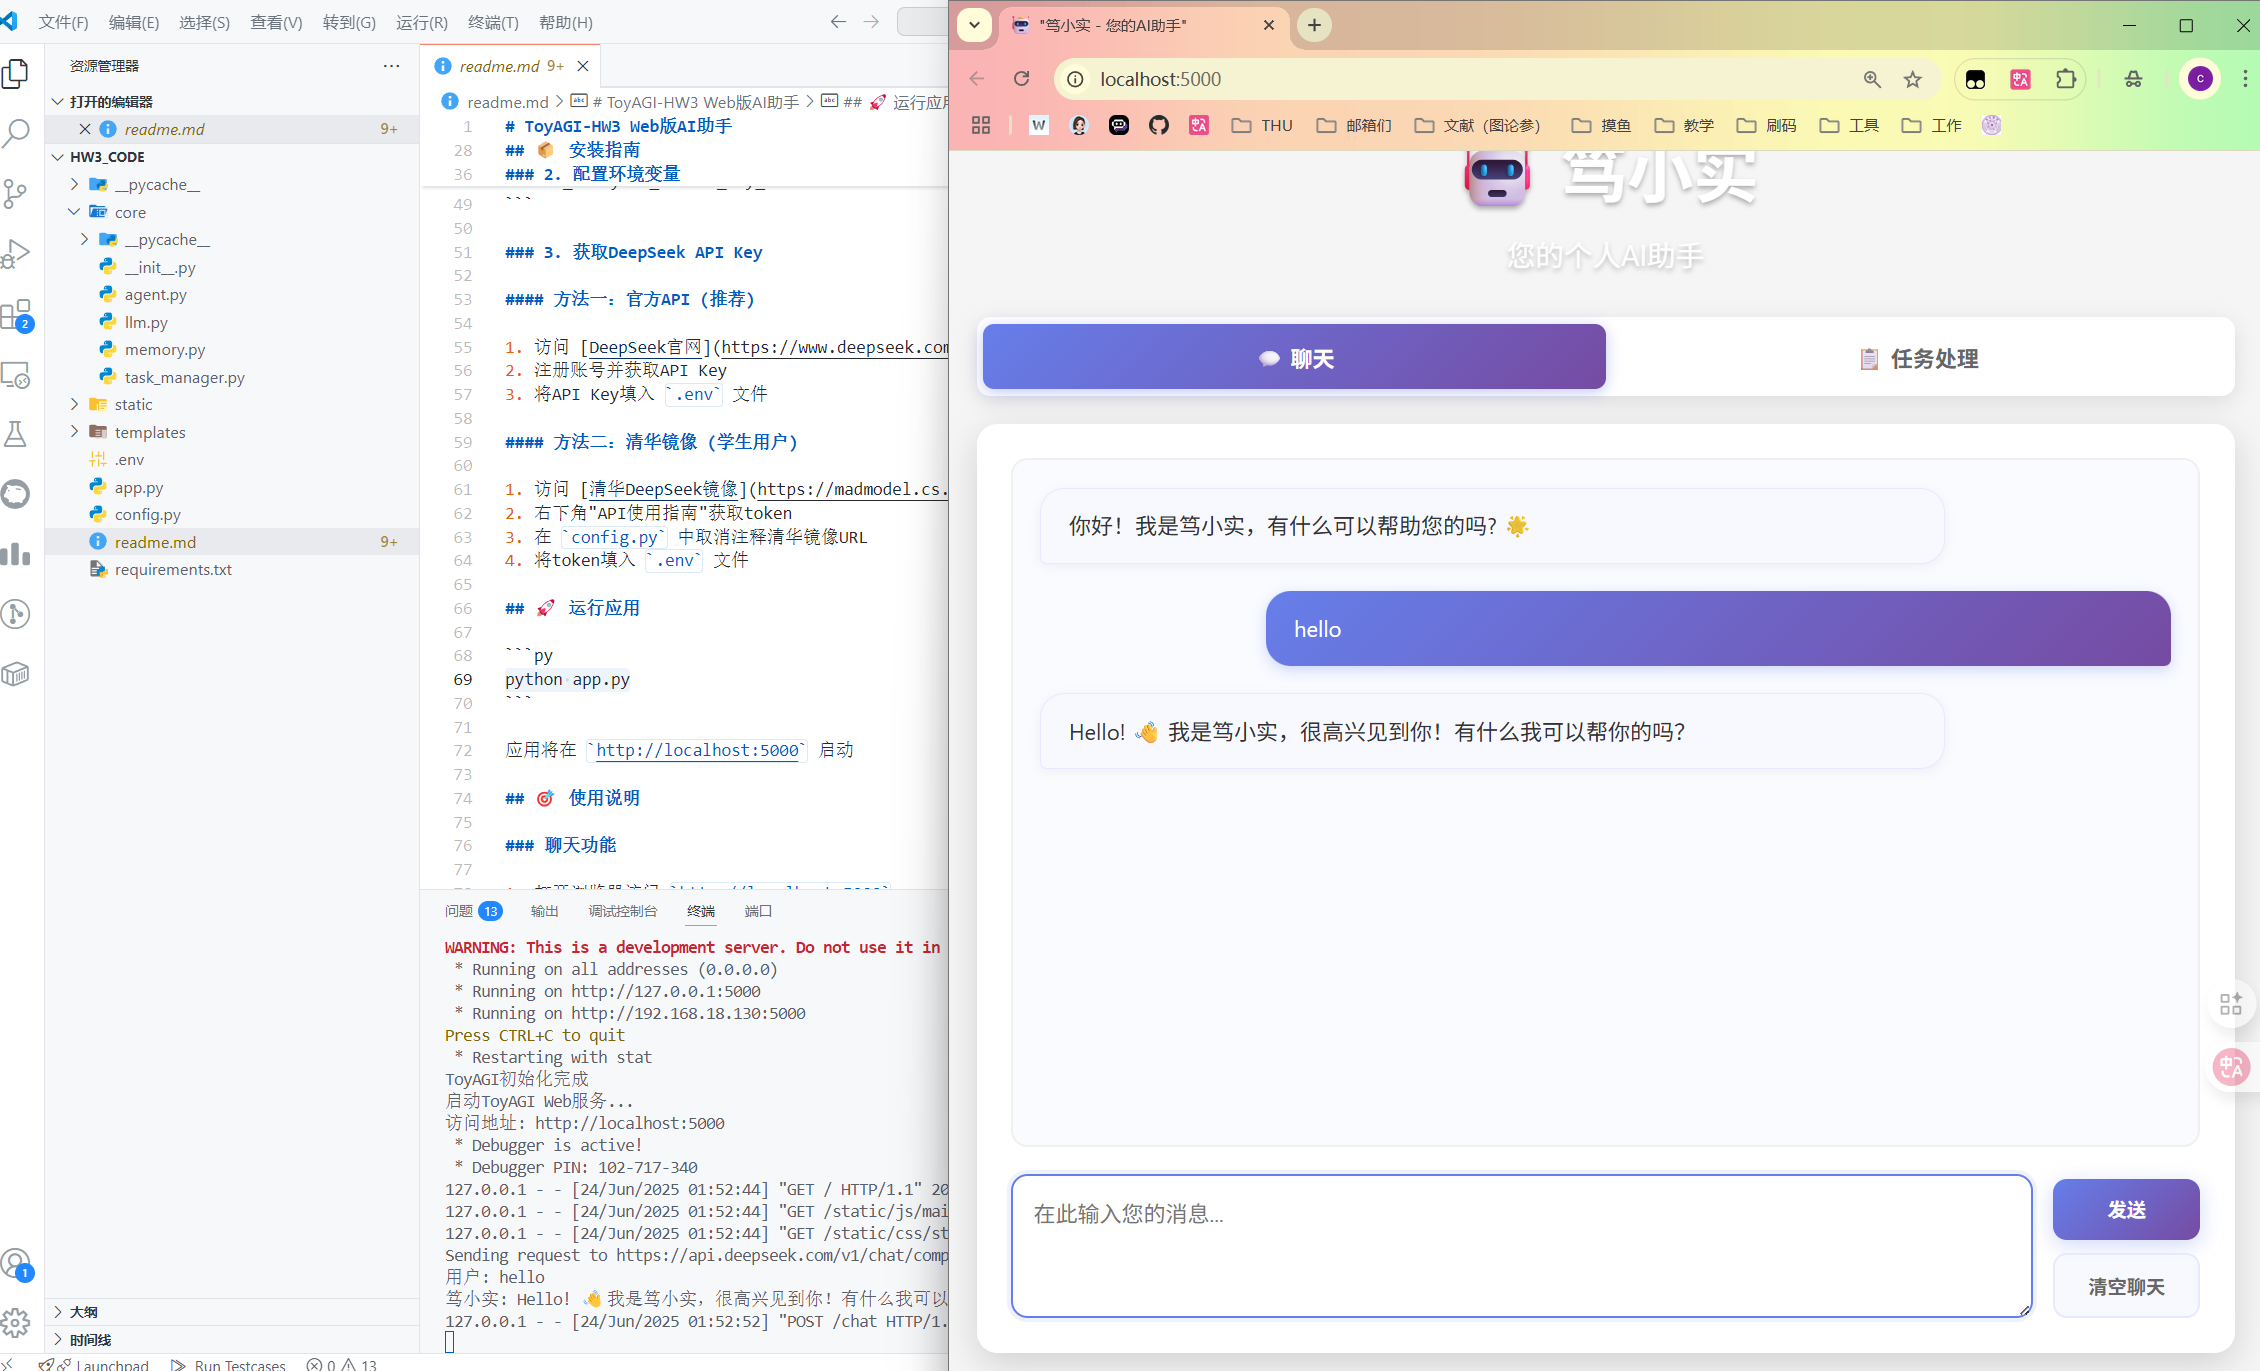 文件(F) 编辑(E) 选择(S) 查看(V) 转到(G) 运行(R) 终端(T) 帮助(H)
资源管理器
打开的编辑器
readme.md 9+
HW3_CODE
__pycache__
core
__pycache__
__init__.py
agent.py
llm.py
memory.py
task_manager.py
static
templates
.env
app.py
config.py
readme.md 9+
requirements.txt
大纲
时间线
2
1
Launchpad Run Testcases 0 13
readme.md 9+
readme.md > # ToyAGI-HW3 Web版AI助手 > ## 🚀 运行应用
1 # ToyAGI-HW3 Web版AI助手
28 ## 📦 安装指南
36 ### 2. 配置环境变量
49 ```
50
51 ### 3. 获取DeepSeek API Key
52
53 #### 方法一：官方API（推荐）
54
55 1. 访问 [DeepSeek官网](https://www.deepseek.com
56 2. 注册账号并获取API Key
57 3. 将API Key填入 `.env` 文件
58
59 #### 方法二：清华镜像（学生用户）
60
61 1. 访问 [清华DeepSeek镜像](https://madmodel.cs.
62 2. 右下角"API使用指南"获取token
63 3. 在 `config.py` 中取消注释清华镜像URL
64 4. 将token填入 `.env` 文件
65
66 ## 🚀 运行应用
67
68 ```py
69 python app.py
70 ```
71
72 应用将在 `http://localhost:5000` 启动
73
74 ## 🎯 使用说明
75
76 ### 聊天功能
77
问题 13 输出 调试控制台 终端 端口
WARNING: This is a development server. Do not use it in
* Running on all addresses (0.0.0.0)
* Running on http://127.0.0.1:5000
* Running on http://192.168.18.130:5000
Press CTRL+C to quit
* Restarting with stat
ToyAGI初始化完成
启动ToyAGI Web服务...
访问地址: http://localhost:5000
* Debugger is active!
* Debugger PIN: 102-717-340
127.0.0.1 - - [24/Jun/2025 01:52:44] "GET / HTTP/1.1" 20
127.0.0.1 - - [24/Jun/2025 01:52:44] "GET /static/js/mai
127.0.0.1 - - [24/Jun/2025 01:52:44] "GET /static/css/st
Sending request to https://api.deepseek.com/v1/chat/comp
用户: hello
笃小实: Hello! 👋 我是笃小实，很高兴见到你！有什么我可以
127.0.0.1 - - [24/Jun/2025 01:52:52] "POST /chat HTTP/1.
"笃小实 - 您的AI助手"
localhost:5000
C
W THU 邮箱们 文献（图论参） 摸鱼 教学 刷码 工具 工作
笃小实
您的个人AI助手
💬 聊天
📋 任务处理
你好！我是笃小实，有什么可以帮助您的吗? 🌟
hello
Hello! 👋 我是笃小实，很高兴见到你！有什么我可以帮你的吗?
在此输入您的消息...
发送
清空聊天